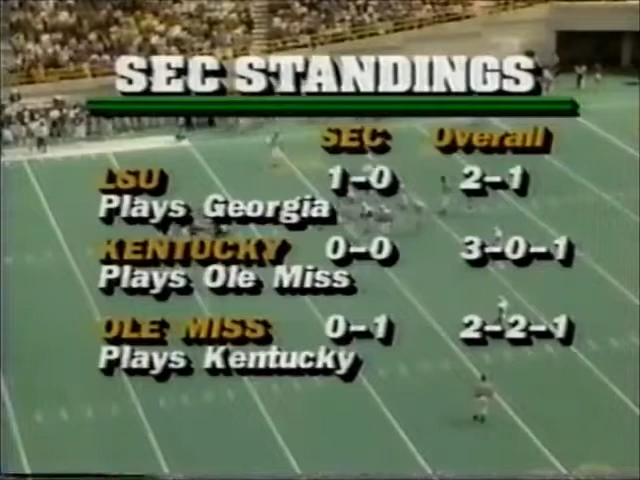 SEC STANDINGS
SEC Overall
LSU 1-0 2-1
Plays Georgia
KENTUCKY 0-0 3-0-1
Plays Ole Miss
OLE MISS 0-1 2-2-1
Plays Kentucky